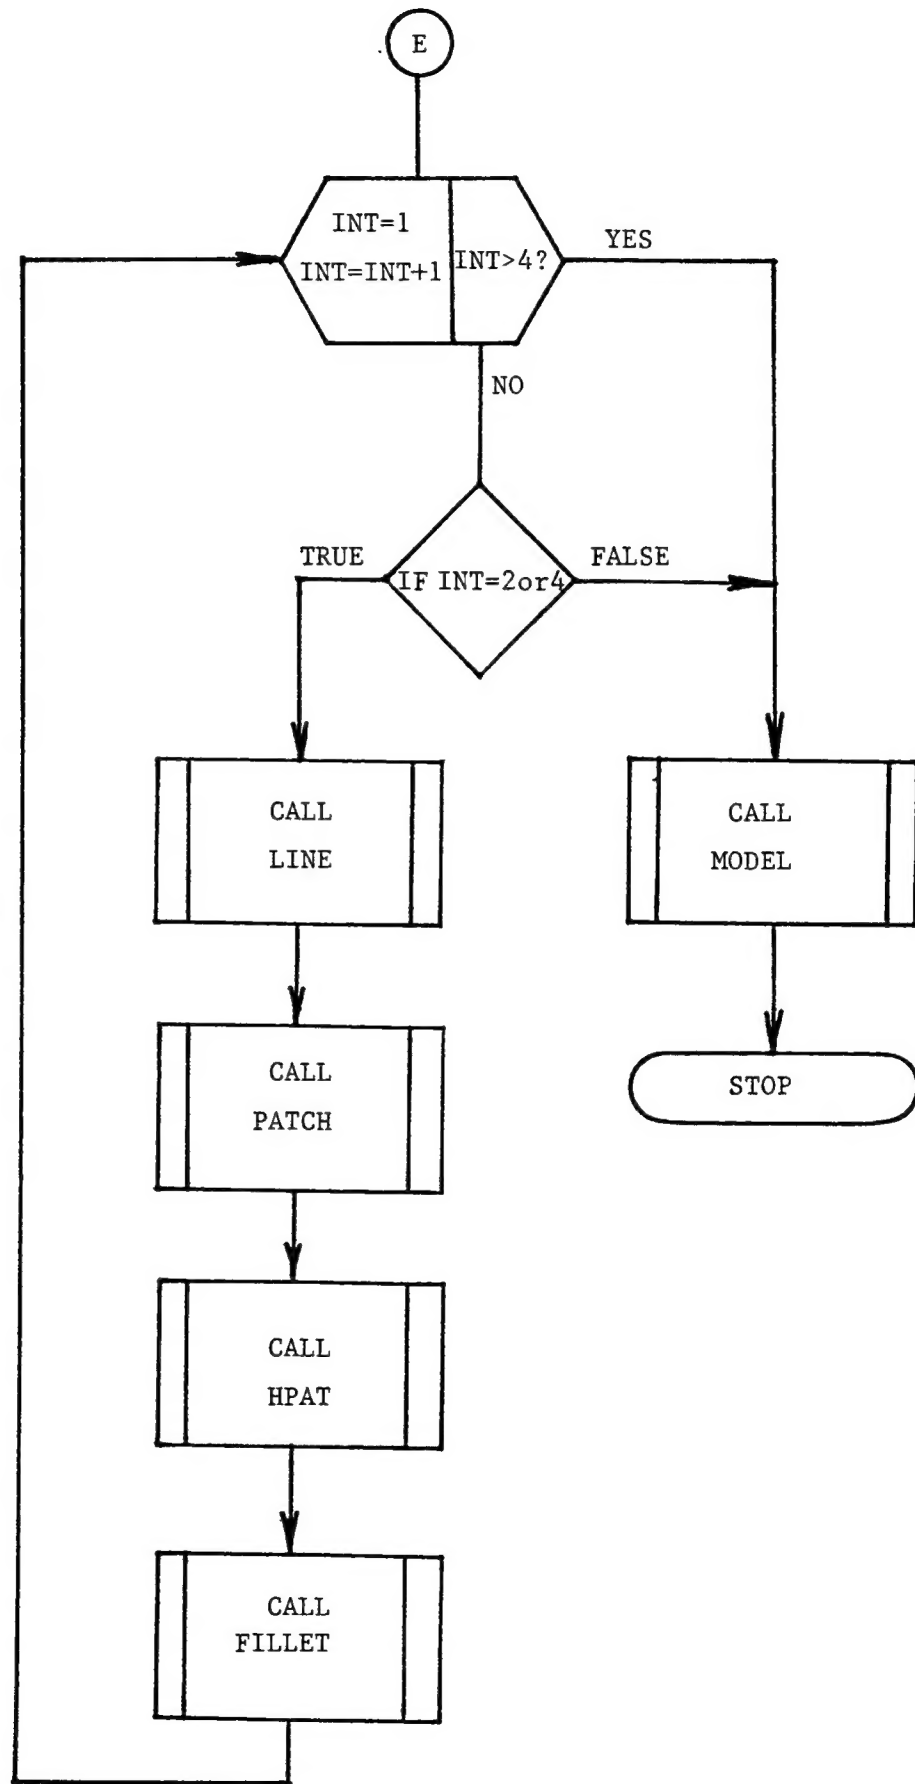 E
INT=1
INT=INT+1
INT>4?
YES
NO
TRUE
IF INT=2or4
FALSE
CALL
LINE
CALL
MODEL
CALL
PATCH
STOP
CALL
HPAT
CALL
FILLET